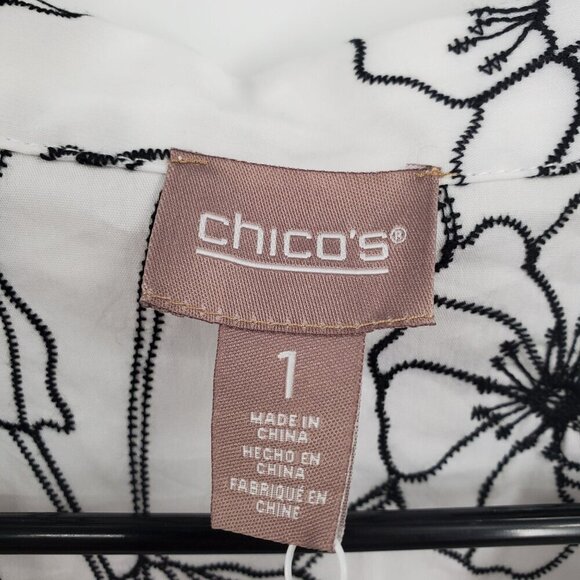 chico's®
1
MADE IN
CHINA
HECHO EN
CHINA
FABRIQUÉ EN
CHINE